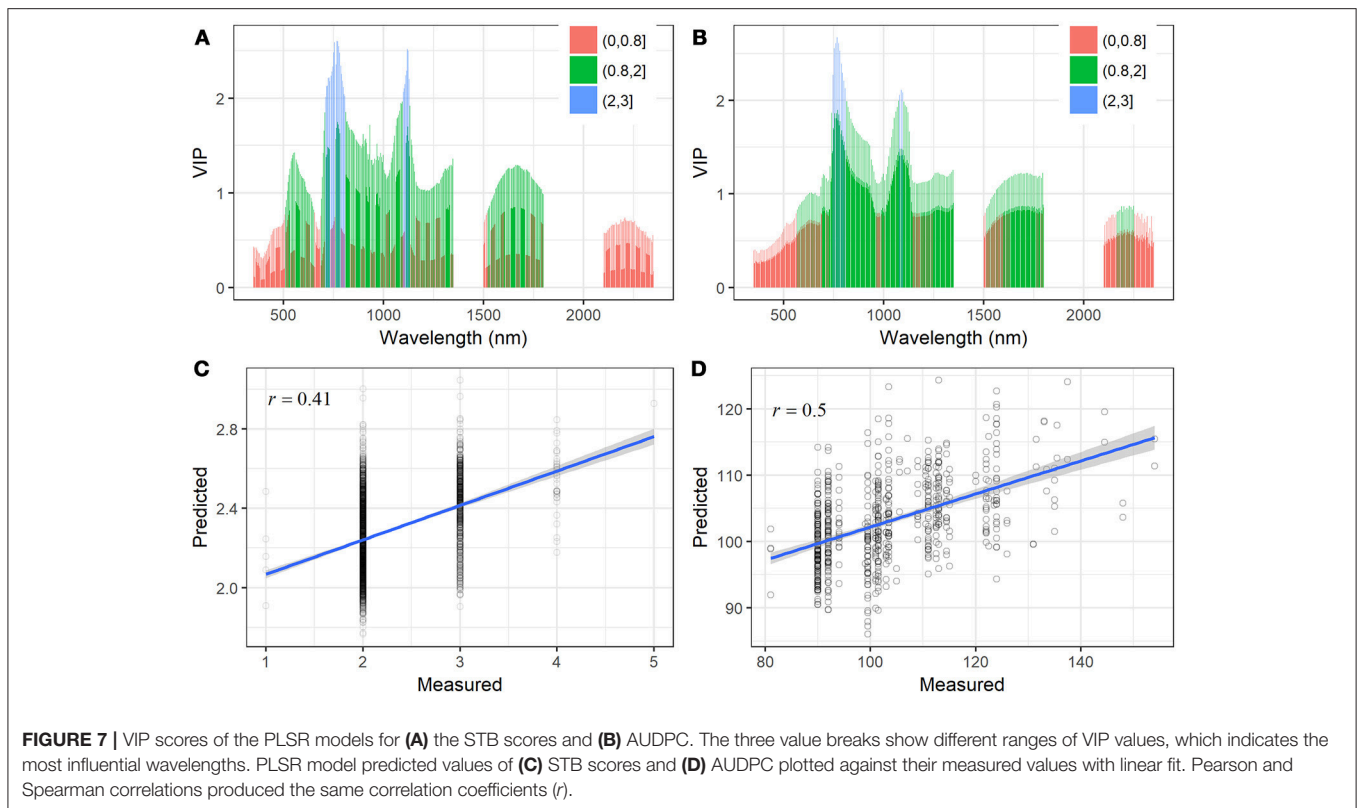 A
(0,0.8]
(0.8,2]
(2,3]
VIP
2
1
0
500
1000
1500
2000
Wavelength (nm)
B
(0,0.8]
(0.8,2]
(2,3]
VIP
2
1
0
500
1000
1500
2000
Wavelength (nm)
C
r = 0.41
Predicted
2.8
2.4
2.0
1
2
3
4
5
Measured
D
r = 0.5
Predicted
120
110
100
90
80
100
120
140
Measured
FIGURE 7 | VIP scores of the PLSR models for (A) the STB scores and (B) AUDPC. The three value breaks show different ranges of VIP values, which indicates the
most influential wavelengths. PLSR model predicted values of (C) STB scores and (D) AUDPC plotted against their measured values with linear fit. Pearson and
Spearman correlations produced the same correlation coefficients (r).